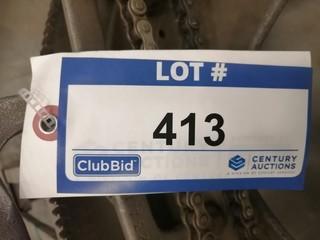 LOT #
413
ClubBid
CENTURY
AUCTIONS